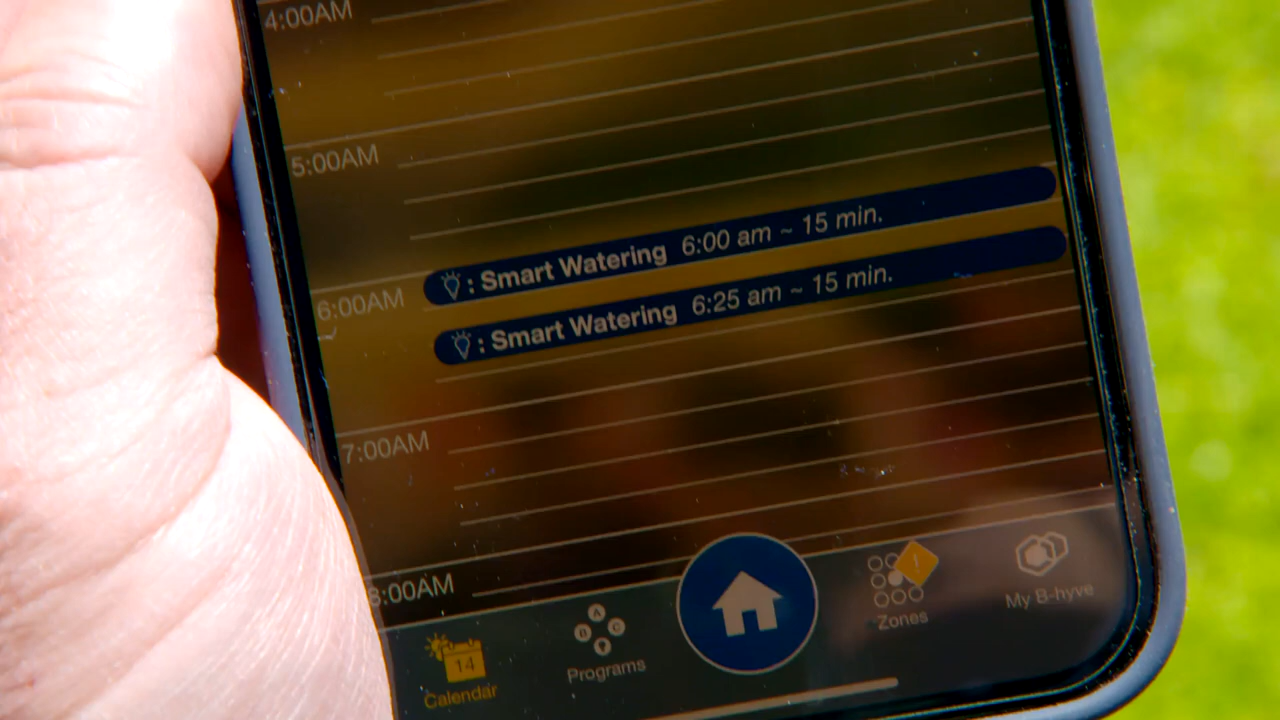 4:00AM
5:00AM
: Smart Watering 6:00 am ~ 15 min.
6:00AM
: Smart Watering 6:25 am ~ 15 min.
7:00AM
8:00AM
14
Calendar
A
B C
Programs
!
Zones
My B-hyve